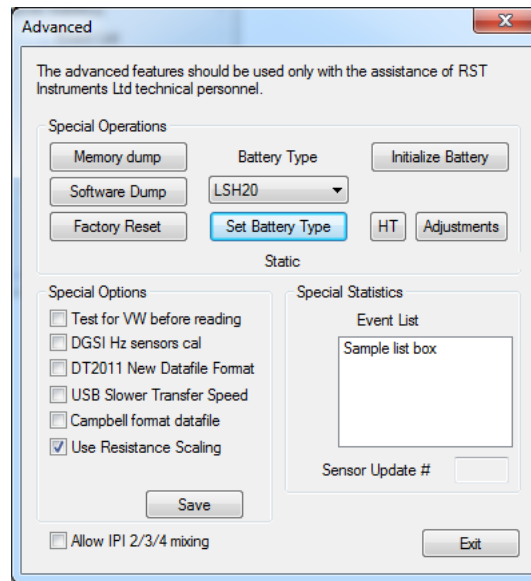 Advanced
The advanced features should be used only with the assistance of RST
Instruments Ltd technical personnel.
Special Operations
Memory dump
Battery Type
Initialize Battery
Software Dump
LSH20
Factory Reset
Set Battery Type
HT
Adjustments
Static
Special Options
Test for VW before reading
DGSI Hz sensors cal
DT2011 New Datafile Format
USB Slower Transfer Speed
Campbell format datafile
Use Resistance Scaling
Save
Special Statistics
Event List
Sample list box
Sensor Update #
Allow IPI 2/3/4 mixing
Exit